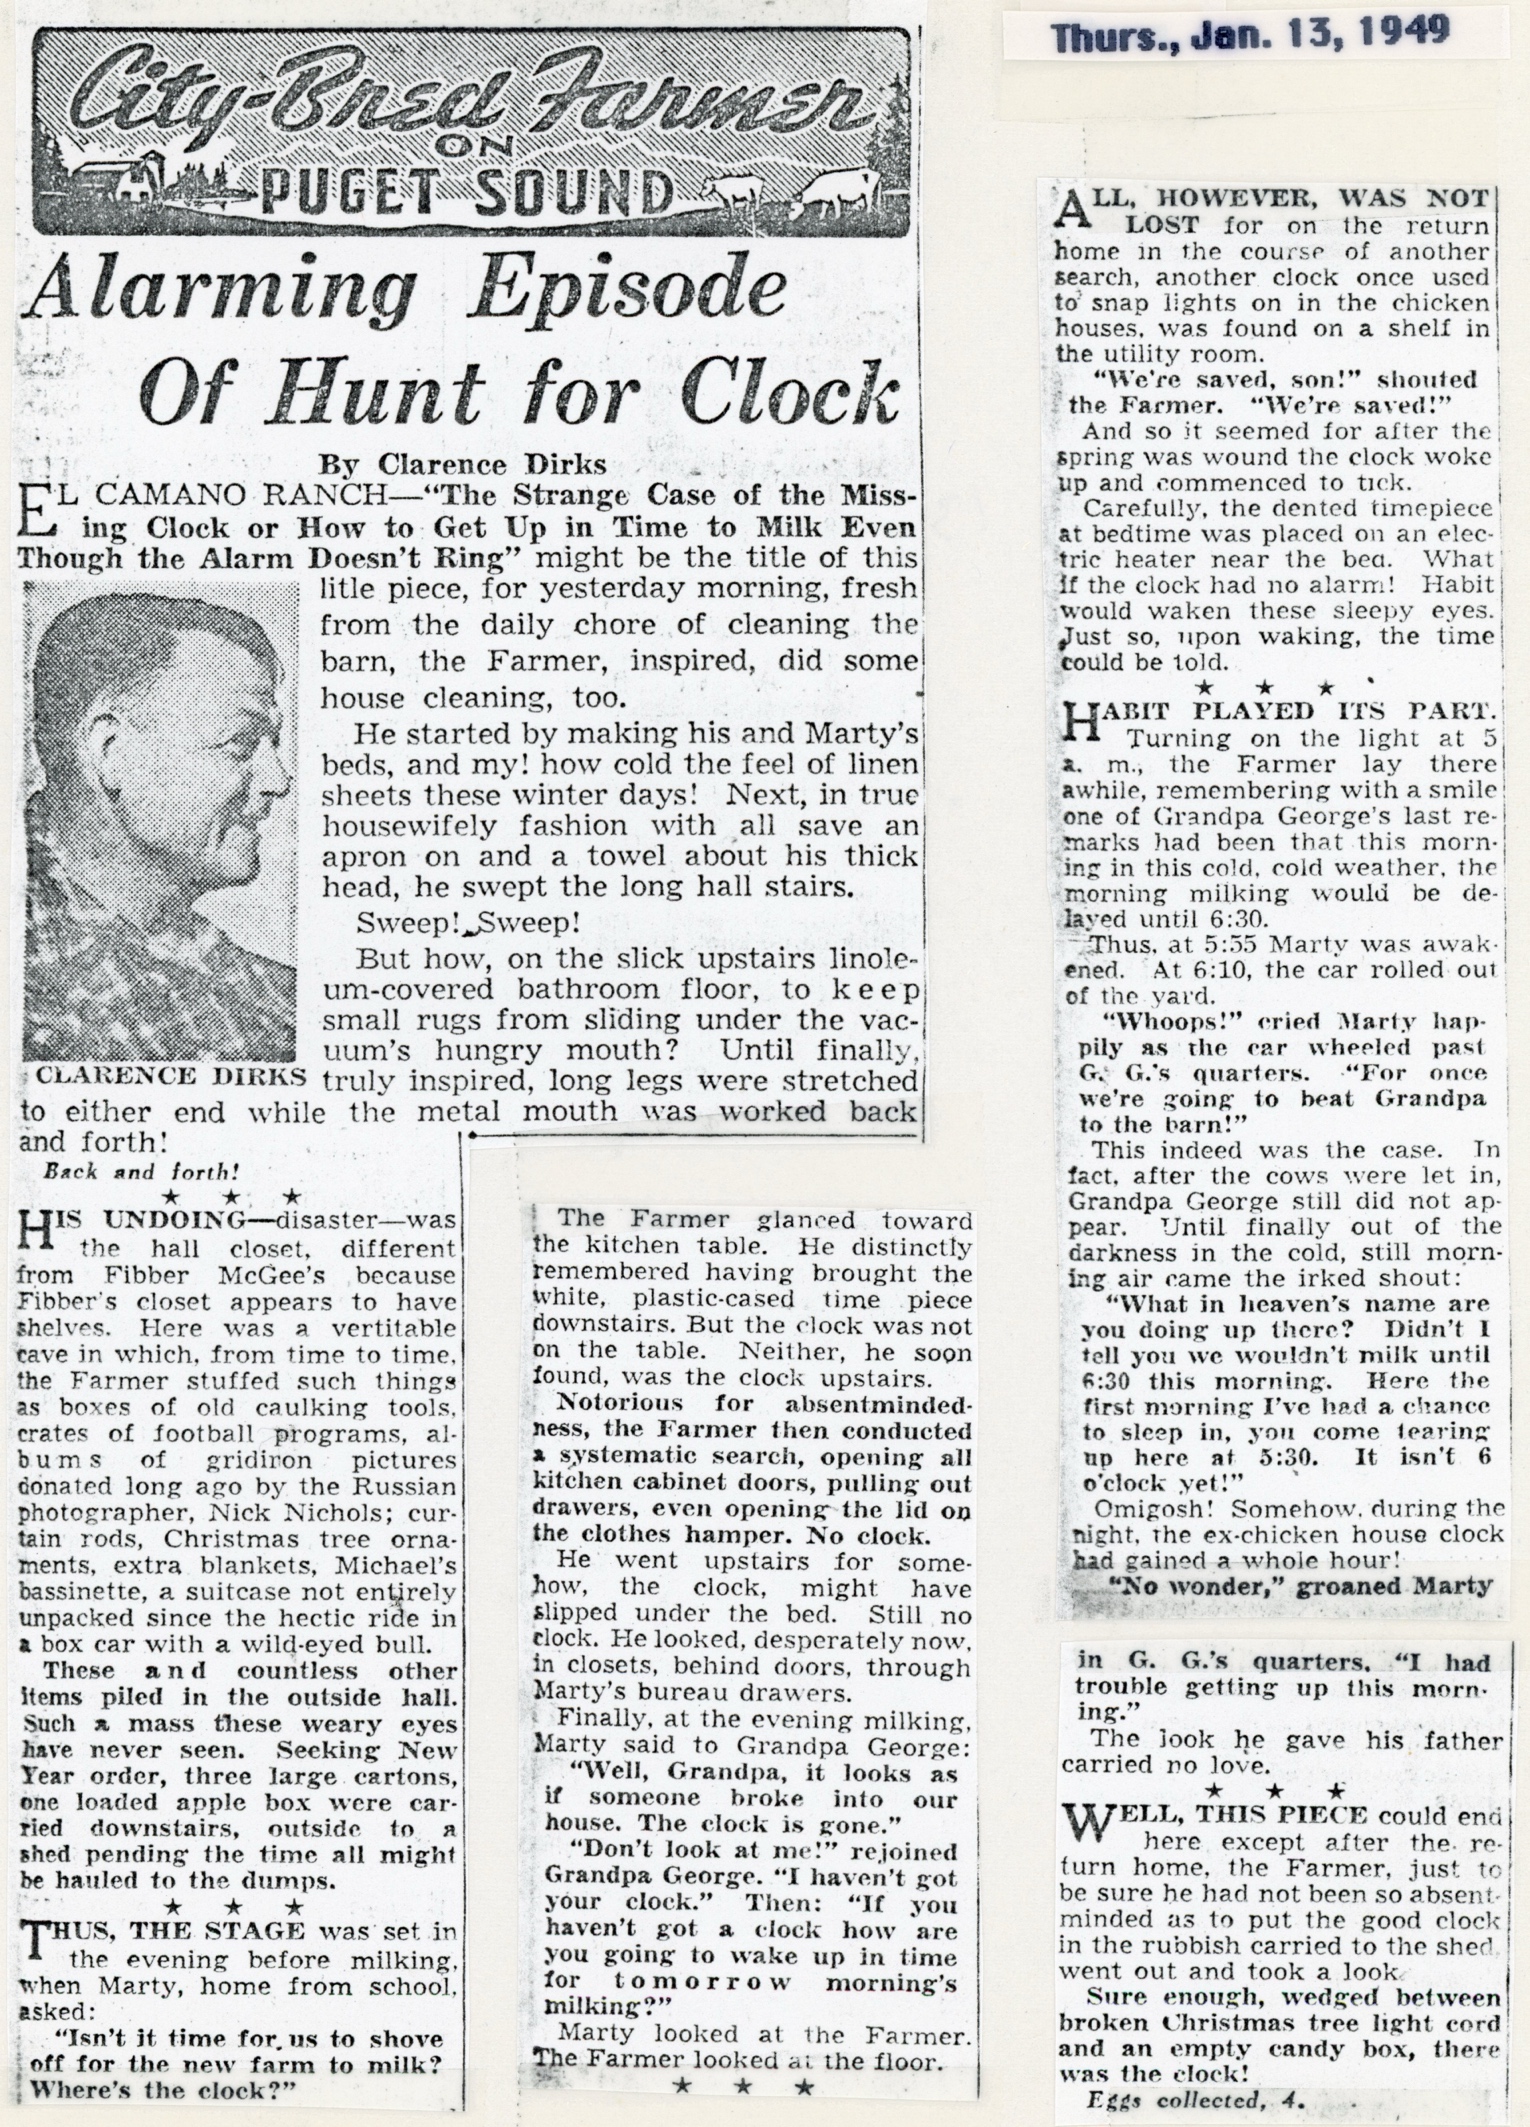 Thurs., Jan. 13, 1949
City-Bred Farmer
ON
PUGET SOUND
Alarming Episode
Of Hunt for Clock
By Clarence Dirks
EL CAMANO RANCH—“The Strange Case of the Miss-
ing Clock or How to Get Up in Time to Milk Even
Though the Alarm Doesn't Ring” might be the title of this
litle piece, for yesterday morning, fresh
from the daily chore of cleaning the
barn, the Farmer, inspired, did some
house cleaning, too.
He started by making his and Marty's
beds, and my! how cold the feel of linen
sheets these winter days! Next, in true
housewifely fashion with all save an
apron on and a towel about his thick
head, he swept the long hall stairs.
Sweep! Sweep!
But how, on the slick upstairs linole-
um-covered bathroom floor, to keep
small rugs from sliding under the vac-
uum's hungry mouth? Until finally,
truly inspired, long legs were stretched
CLARENCE DIRKS
to either end while the metal mouth was worked back
and forth!
Back and forth!
★ ★ ★
HIS UNDOING—disaster—was
the hall closet, different
from Fibber McGee's because
Fibber's closet appears to have
shelves. Here was a vertitable
cave in which, from time to time,
the Farmer stuffed such things
as boxes of old caulking tools,
crates of football programs, al-
bums of gridiron pictures
donated long ago by the Russian
photographer, Nick Nichols; cur-
tain rods, Christmas tree orna-
ments, extra blankets, Michael's
bassinette, a suitcase not entirely
unpacked since the hectic ride in
a box car with a wild-eyed bull.
These and countless other
items piled in the outside hall.
Such a mass these weary eyes
have never seen. Seeking New
Year order, three large cartons,
one loaded apple box were car-
ried downstairs, outside to a
shed pending the time all might
be hauled to the dumps.
★ ★ ★
THUS, THE STAGE was set in
the evening before milking,
when Marty, home from school,
asked:
“Isn't it time for us to shove
off for the new farm to milk?
Where's the clock?”
The Farmer glanced toward
the kitchen table. He distinctly
remembered having brought the
white, plastic-cased time piece
downstairs. But the clock was not
on the table. Neither, he soon
found, was the clock upstairs.
Notorious for absentminded-
ness, the Farmer then conducted
a systematic search, opening all
kitchen cabinet doors, pulling out
drawers, even opening the lid on
the clothes hamper. No clock.
He went upstairs for some-
how, the clock, might have
slipped under the bed. Still no
clock. He looked, desperately now,
in closets, behind doors, through
Marty's bureau drawers.
Finally, at the evening milking,
Marty said to Grandpa George:
“Well, Grandpa, it looks as
if someone broke into our
house. The clock is gone.”
“Don't look at me!” rejoined
Grandpa George. “I haven't got
your clock.” Then: “If you
haven't got a clock how are
you going to wake up in time
for tomorrow morning's
milking?”
Marty looked at the Farmer.
The Farmer looked at the floor.
★ ★ ★
ALL, HOWEVER, WAS NOT
LOST for on the return
home in the course of another
search, another clock once used
to snap lights on in the chicken
houses, was found on a shelf in
the utility room.
“We're saved, son!” shouted
the Farmer. “We're saved!”
And so it seemed for after the
spring was wound the clock woke
up and commenced to tick.
Carefully, the dented timepiece
at bedtime was placed on an elec-
tric heater near the bed. What
if the clock had no alarm! Habit
would waken these sleepy eyes.
Just so, upon waking, the time
could be told.
★ ★ ★
HABIT PLAYED ITS PART.
Turning on the light at 5
a. m., the Farmer lay there
awhile, remembering with a smile
one of Grandpa George's last re-
marks had been that this morn-
ing in this cold, cold weather, the
morning milking would be de-
layed until 6:30.
Thus, at 5:55 Marty was awak-
ened. At 6:10, the car rolled out
of the yard.
“Whoops!” cried Marty hap-
pily as the car wheeled past
G. G.'s quarters. “For once
we're going to beat Grandpa
to the barn!”
This indeed was the case. In
fact, after the cows were let in,
Grandpa George still did not ap-
pear. Until finally out of the
darkness in the cold, still morn-
ing air came the irked shout:
“What in heaven's name are
you doing up there? Didn't I
tell you we wouldn't milk until
6:30 this morning. Here the
first morning I've had a chance
to sleep in, you come tearing
up here at 5:30. It isn't 6
o'clock yet!”
Omigosh! Somehow, during the
night, the ex-chicken house clock
had gained a whole hour!
“No wonder,” groaned Marty
in G. G.'s quarters. “I had
trouble getting up this morn-
ing.”
The look he gave his father
carried no love.
★ ★ ★
WELL, THIS PIECE could end
here except after the re-
turn home, the Farmer, just to
be sure he had not been so absent-
minded as to put the good clock
in the rubbish carried to the shed,
went out and took a look.
Sure enough, wedged between
broken Christmas tree light cord
and an empty candy box, there
was the clock!
Eggs collected, 4.